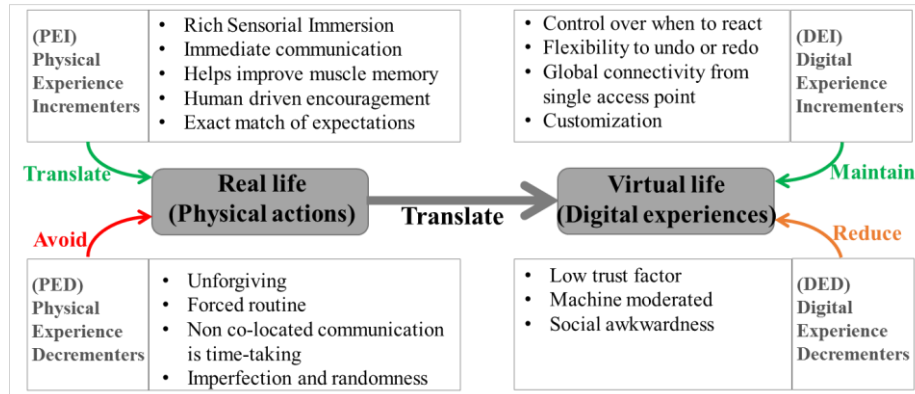 (PEI)
Physical
Experience
Incrementers
• Rich Sensorial Immersion
• Immediate communication
• Helps improve muscle memory
• Human driven encouragement
• Exact match of expectations
• Control over when to react
• Flexibility to undo or redo
• Global connectivity from
single access point
• Customization
(DEI)
Digital
Experience
Incrementers
Translate
Real life
(Physical actions)
Translate
Virtual life
(Digital experiences)
Maintain
Avoid
Reduce
(PED)
Physical
Experience
Decrementers
• Unforgiving
• Forced routine
• Non co-located communication
is time-taking
• Imperfection and randomness
• Low trust factor
• Machine moderated
• Social awkwardness
(DED)
Digital
Experience
Decrementers